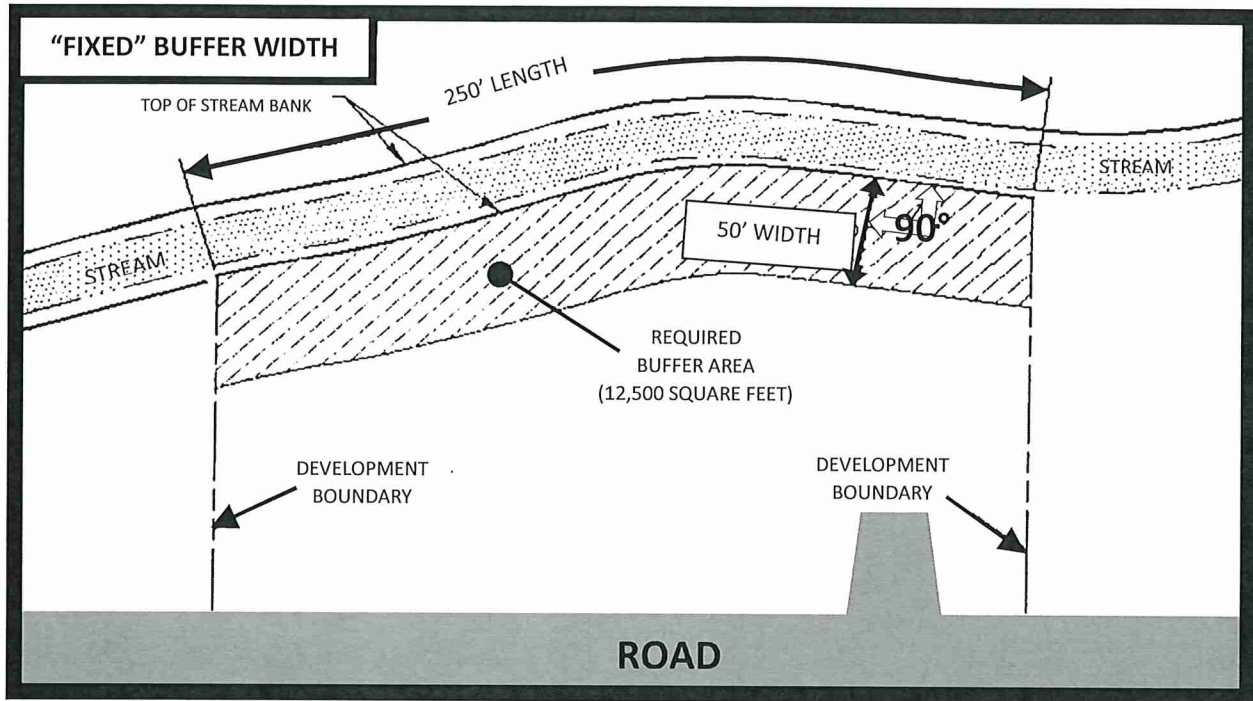 "FIXED" BUFFER WIDTH
250' LENGTH
TOP OF STREAM BANK
STREAM
STREAM
50' WIDTH
90°
REQUIRED
BUFFER AREA
(12,500 SQUARE FEET)
DEVELOPMENT
BOUNDARY
DEVELOPMENT
BOUNDARY
ROAD